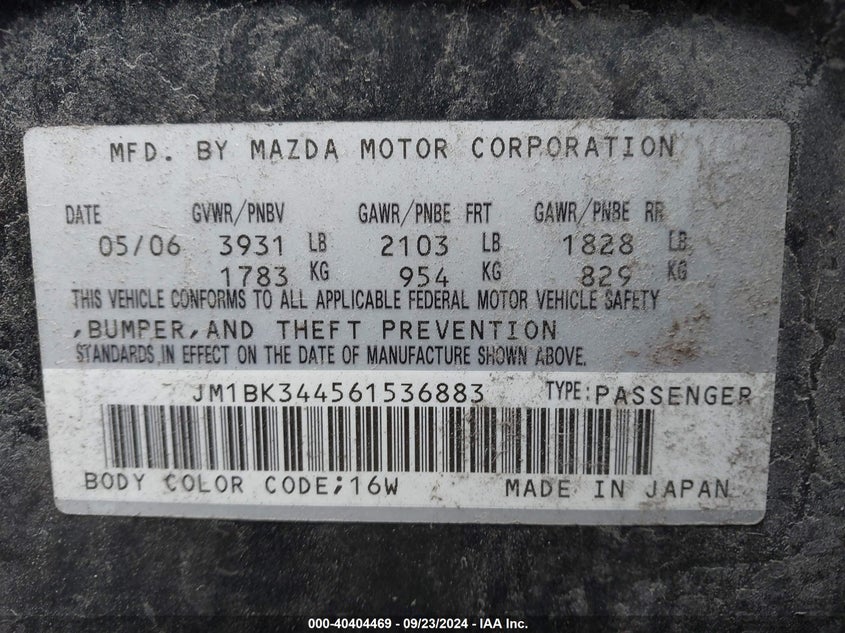 MFD. BY MAZDA MOTOR CORPORATION
DATE GVWR/PNBV GAWR/PNBE FRT GAWR/PNBE RR
05/06 3931 LB 2103 LB 1828 LB
1783 KG 954 KG 829 KG
THIS VEHICLE CONFORMS TO ALL APPLICABLE FEDERAL MOTOR VEHICLE SAFETY
,BUMPER,AND THEFT PREVENTION
STANDARDS IN EFFECT ON THE DATE OF MANUFACTURE SHOWN ABOVE.
JM1BK344561536883 TYPE:PASSENGER
BODY COLOR CODE;16W MADE IN JAPAN
000-40404469 - 09/23/2024 - IAA Inc.